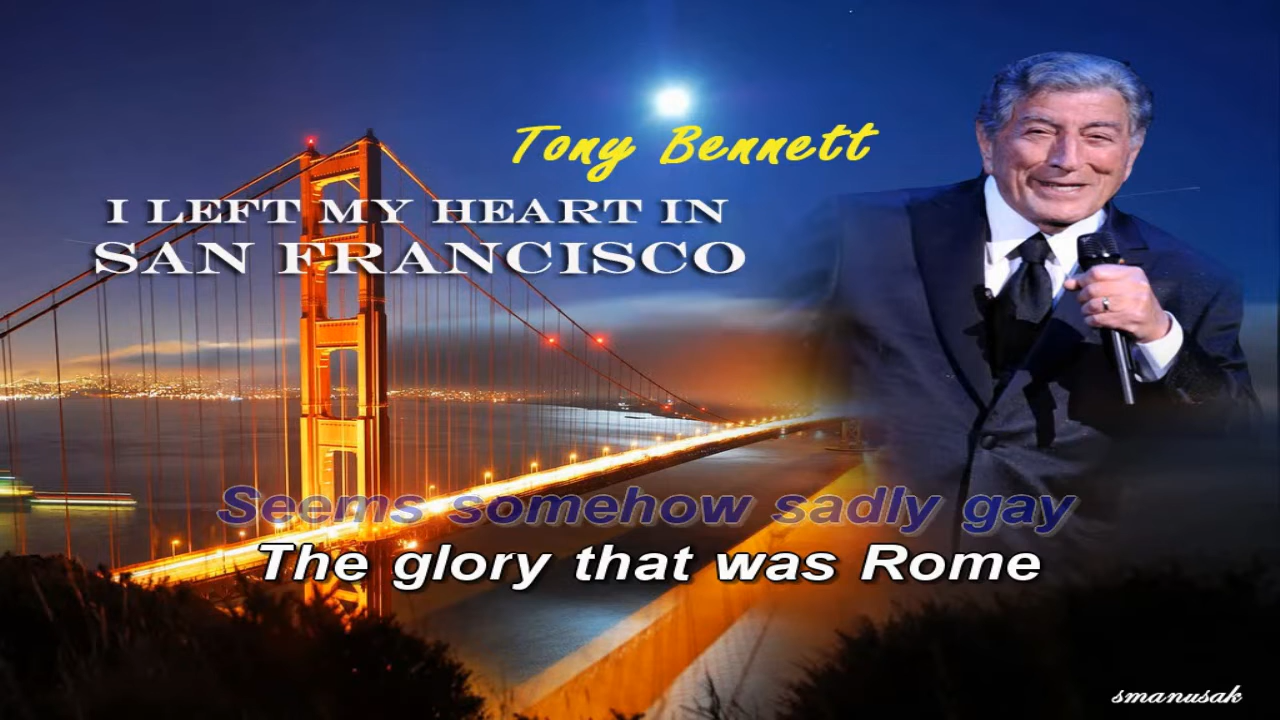 Tony Bennett
I LEFT MY HEART IN
SAN FRANCISCO
Seems somehow sadly gay
The glory that was Rome
smanusak